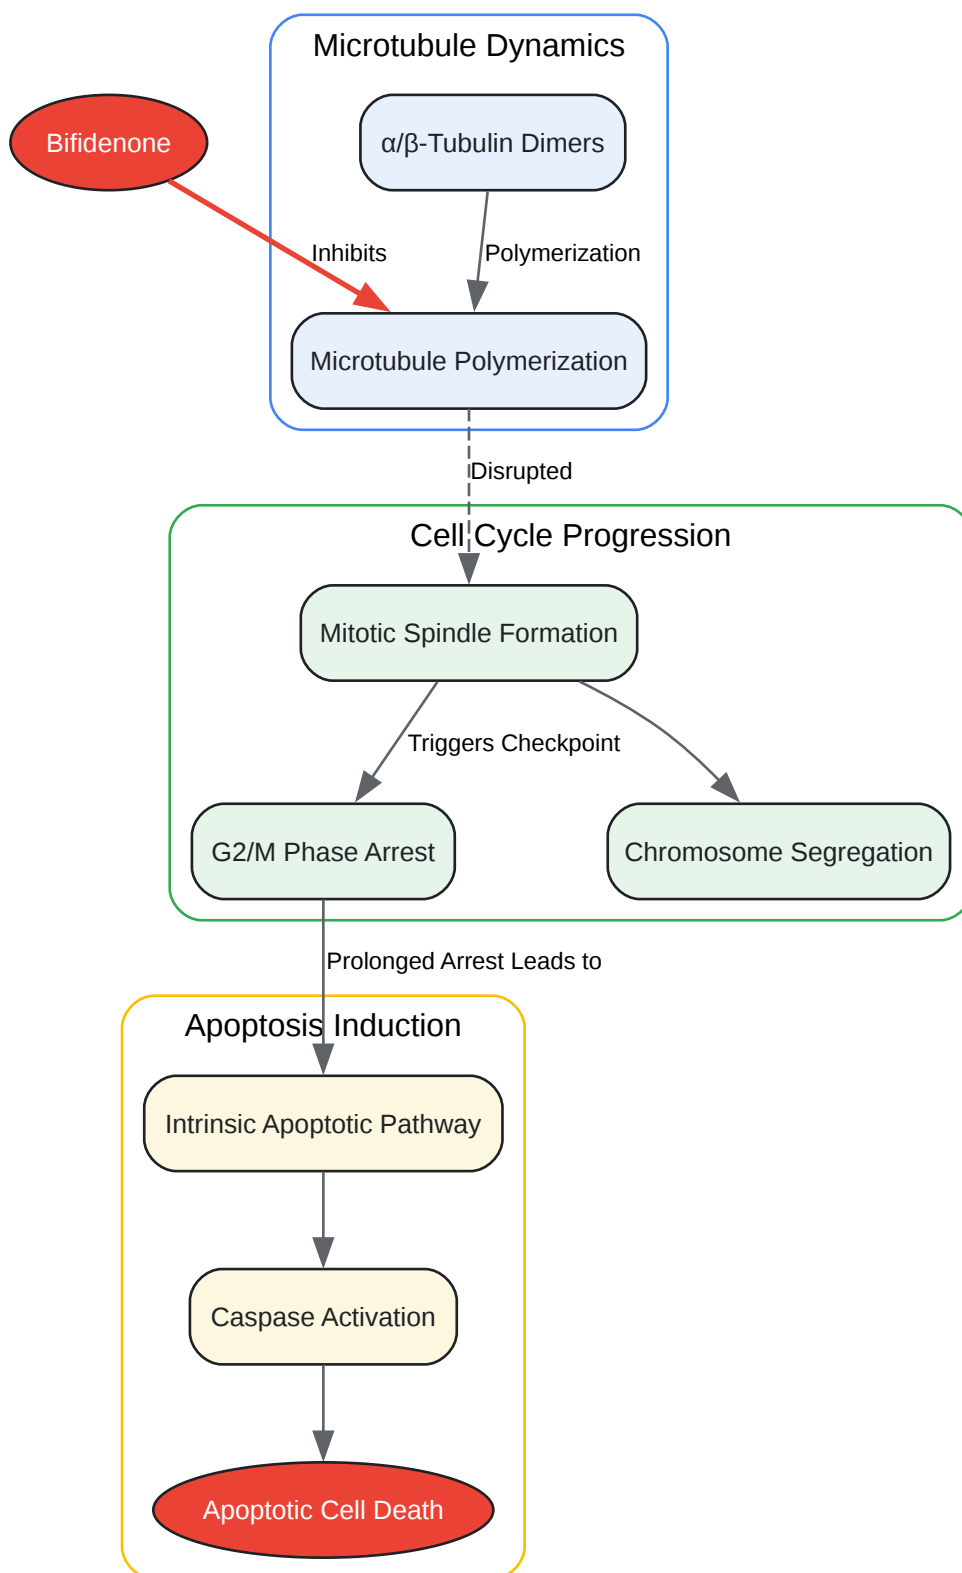 Microtubule Dynamics
Bifidenone
α/β-Tubulin Dimers
Inhibits
Polymerization
Microtubule Polymerization
Disrupted
Cell Cycle Progression
Mitotic Spindle Formation
Triggers Checkpoint
G2/M Phase Arrest
Chromosome Segregation
Prolonged Arrest Leads to
Apoptosis Induction
Intrinsic Apoptotic Pathway
Caspase Activation
Apoptotic Cell Death